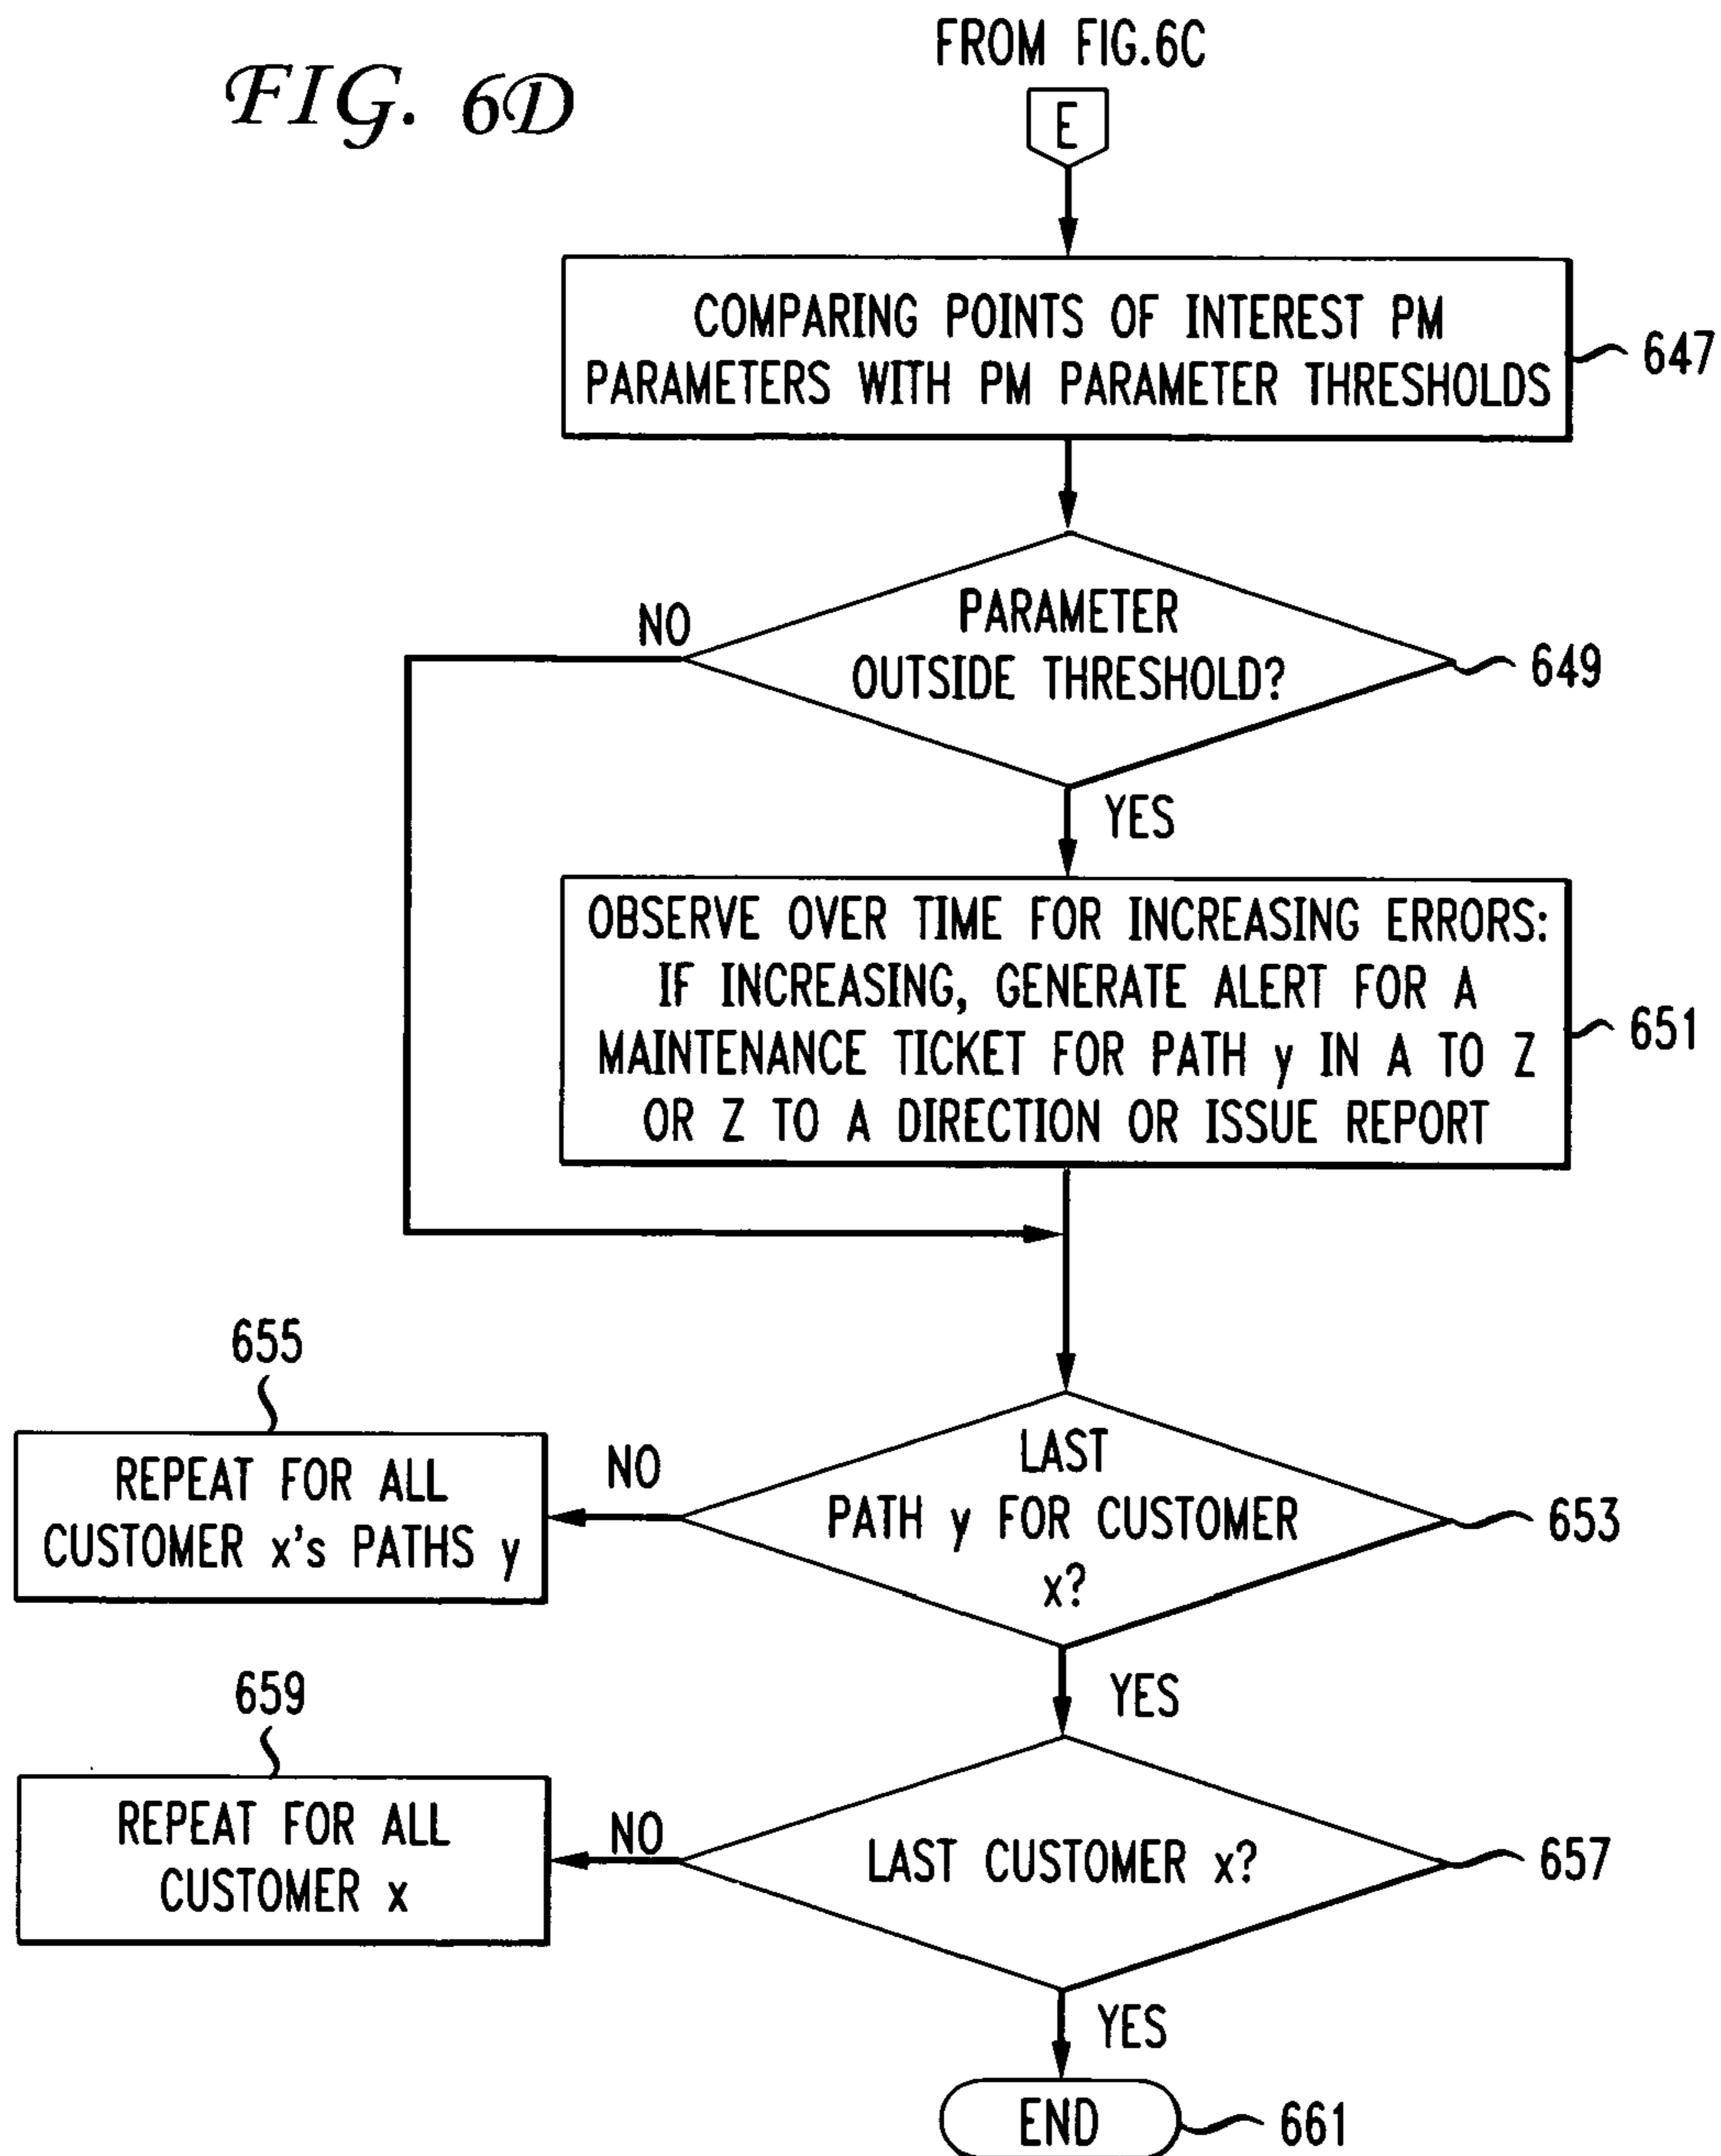 FIG. 6D
FROM FIG.6C
E
COMPARING POINTS OF INTEREST PM
PARAMETERS WITH PM PARAMETER THRESHOLDS
647
PARAMETER
OUTSIDE THRESHOLD?
649
NO
YES
OBSERVE OVER TIME FOR INCREASING ERRORS:
IF INCREASING, GENERATE ALERT FOR A
MAINTENANCE TICKET FOR PATH y IN A TO Z
OR Z TO A DIRECTION OR ISSUE REPORT
651
LAST
PATH y FOR CUSTOMER
x?
653
NO
655
REPEAT FOR ALL
CUSTOMER x's PATHS y
YES
LAST CUSTOMER x?
657
NO
659
REPEAT FOR ALL
CUSTOMER x
YES
END
661